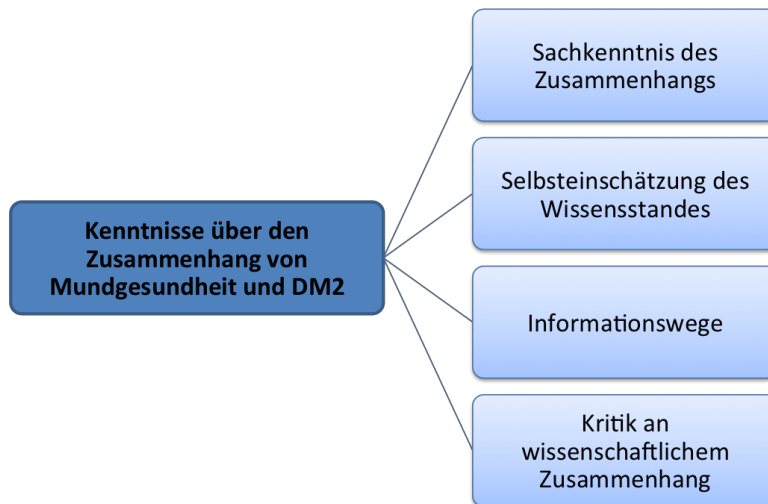 Kenntnisse über den
Zusammenhang von
Mundgesundheit und DM2
Sachkenntnis des
Zusammenhangs
Selbsteinschätzung des
Wissensstandes
Informationswege
Kritik an
wissenschaftlichem
Zusammenhang